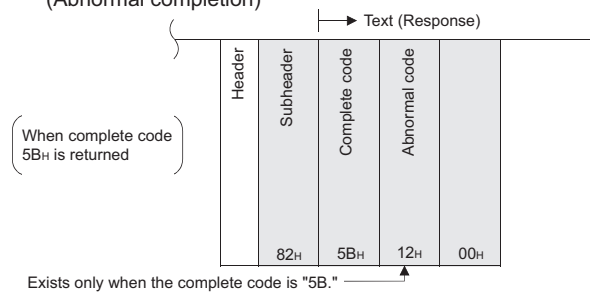 (Abnormal completion)
Text (Response)
Header
Subheader
Complete code
Abnormal code
When complete code
5BH is returned
82H 5BH 12H 00H
Exists only when the complete code is "5B."